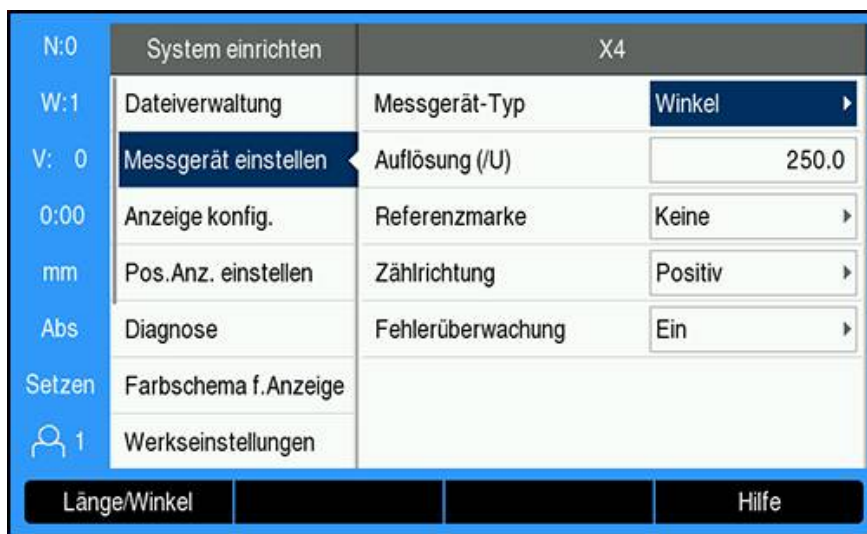 N:0
System einrichten
X4
W:1
Dateiverwaltung
Messgerät-Typ
Winkel
V: 0
Messgerät einstellen
Auflösung (/U)
250.0
0:00
Anzeige konfig.
Referenzmarke
Keine
mm
Pos.Anz. einstellen
Zählrichtung
Positiv
Abs
Diagnose
Fehlerüberwachung
Ein
Setzen
Farbschema f.Anzeige
1
Werkseinstellungen
Länge/Winkel
Hilfe